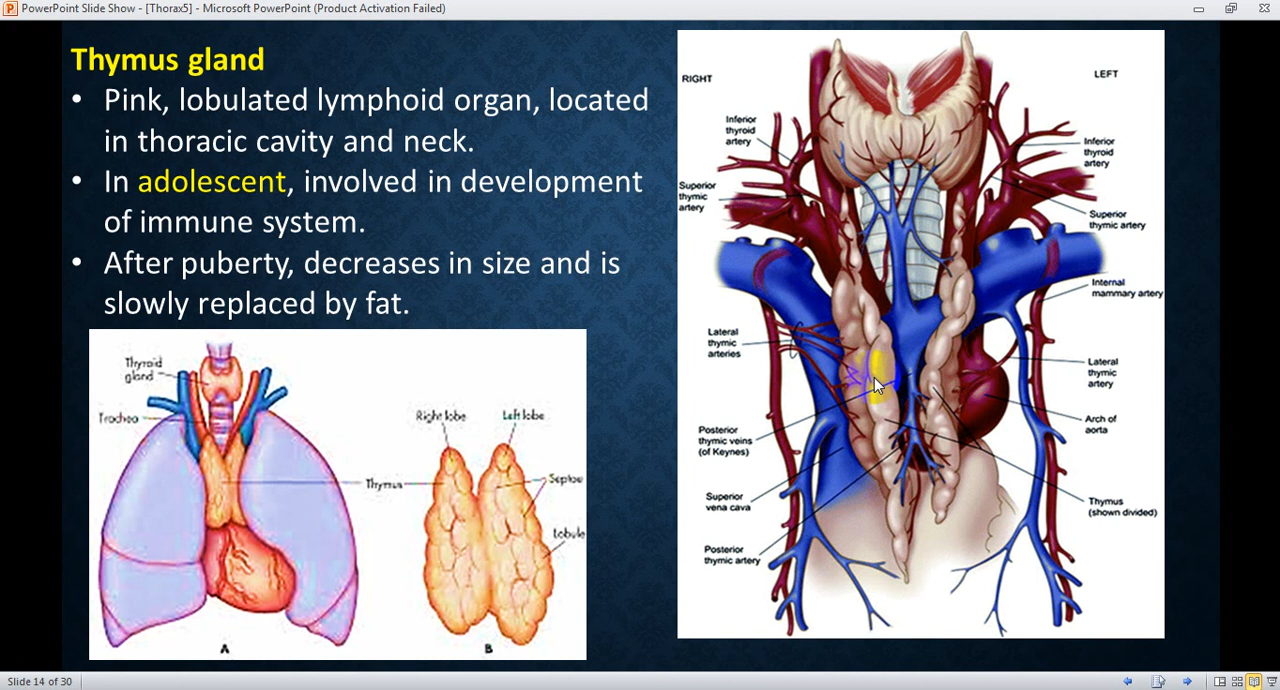 PowerPoint Slide Show - [Thorax5] - Microsoft PowerPoint (Product Activation Failed)
Thymus gland
• Pink, lobulated lymphoid organ, located
in thoracic cavity and neck.
• In adolescent, involved in development
of immune system.
• After puberty, decreases in size and is
slowly replaced by fat.
Thyroid
gland
Trachea
Thymus
A
Right lobe
Left lobe
Septae
Lobule
B
RIGHT
LEFT
Inferior
thyroid
artery
Superior
thymic
artery
Lateral
thymic
arteries
Posterior
thymic veins
(of Keynes)
Superior
vena cava
Posterior
thymic artery
Inferior
thyroid
artery
Superior
thymic artery
Internal
mammary artery
Lateral
thymic
artery
Arch of
aorta
Thymus
(shown divided)
Slide 14 of 30